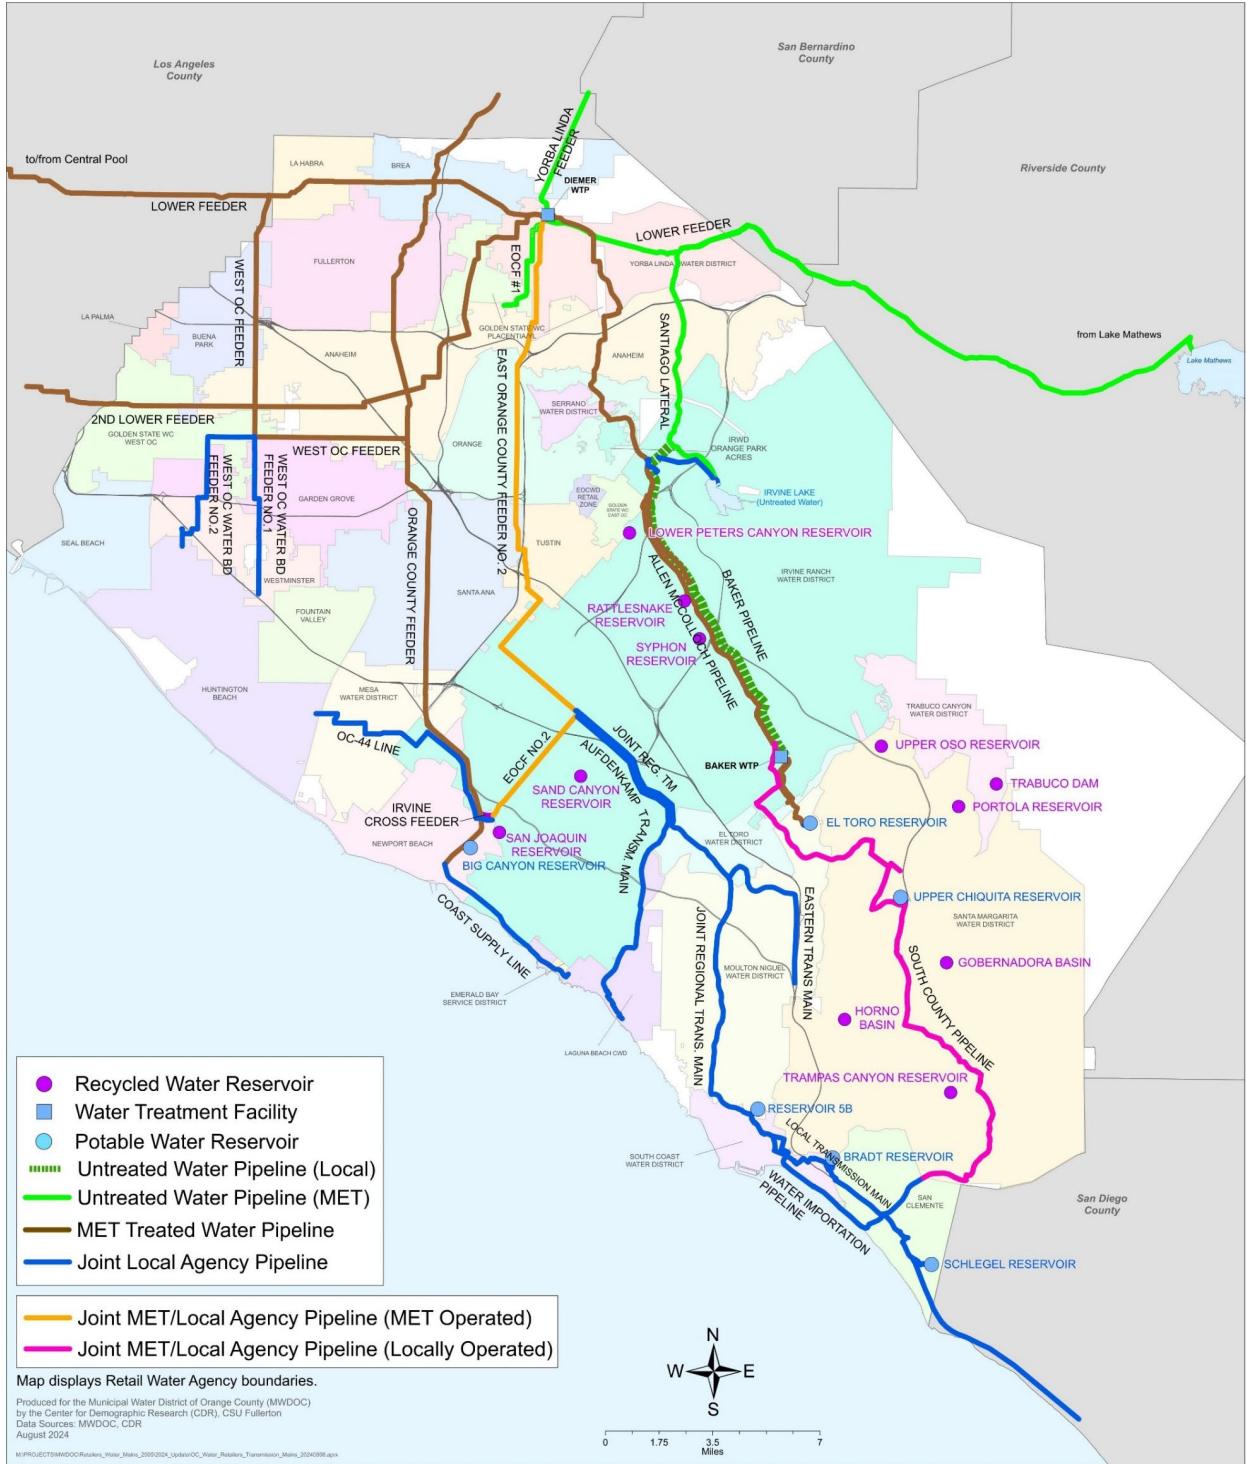 Los Angeles
County
San Bernardino
County
Riverside County
to/from Central Pool
LA HABRA
BREA
YORBA LINDA
FEEDER
DIEMER
WTP
LOWER FEEDER
LOWER FEEDER
YORBA LINDA WATER DISTRICT
FULLERTON
EOCF #1
WEST OC FEEDER
LA PALMA
BUENA
PARK
GOLDEN STATE WC
PLACENTIA/YL
ANAHEIM
ANAHEIM
SANTIAGO LATERAL
from Lake Mathews
Lake Mathews
EAST ORANGE COUNTY FEEDER NO. 2
SERRANO
WATER DISTRICT
2ND LOWER FEEDER
GOLDEN STATE WC
WEST OC
ORANGE
WEST OC FEEDER
IRWD
ORANGE PARK
ACRES
WEST OC WATER BD
FEEDER NO.2
WEST OC WATER BD
FEEDER NO.1
GARDEN GROVE
EOCWD
RETAIL
ZONE
GOLDEN
STATE WC
EAST OC
IRVINE LAKE
(Untreated Water)
ORANGE COUNTY FEEDER
SEAL BEACH
TUSTIN
LOWER PETERS CANYON RESERVOIR
WESTMINSTER
SANTA ANA
ALLEN MCCOLLOCH PIPELINE
BAKER PIPELINE
IRVINE RANCH
WATER DISTRICT
FOUNTAIN
VALLEY
RATTLESNAKE
RESERVOIR
SYPHON
RESERVOIR
HUNTINGTON
BEACH
MESA
WATER DISTRICT
TRABUCO CANYON
WATER DISTRICT
OC-44 LINE
EOCF NO.2
JOINT REG. TM
AUFDENKAMP TRANSM. MAIN
BAKER WTP
UPPER OSO RESERVOIR
TRABUCO DAM
PORTOLA RESERVOIR
SAND CANYON
RESERVOIR
IRVINE
CROSS FEEDER
EL TORO RESERVOIR
NEWPORT BEACH
SAN JOAQUIN
RESERVOIR
EL TORO
WATER DISTRICT
BIG CANYON RESERVOIR
COAST SUPPLY LINE
EASTERN TRANS MAIN
UPPER CHIQUITA RESERVOIR
SANTA MARGARITA
WATER DISTRICT
JOINT REGIONAL TRANS. MAIN
MOULTON NIGUEL
WATER DISTRICT
GOBERNADORA BASIN
SOUTH COUNTY PIPELINE
EMERALD BAY
SERVICE DISTRICT
HORNO
BASIN
LAGUNA BEACH CWD
TRAMPAS CANYON RESERVOIR
RESERVOIR 5B
LOCAL TRANSMISSION MAIN
SOUTH COAST
WATER DISTRICT
BRADT RESERVOIR
WATER IMPORTATION
PIPELINE
SAN
CLEMENTE
San Diego
County
SCHLEGEL RESERVOIR
Recycled Water Reservoir
Water Treatment Facility
Potable Water Reservoir
Untreated Water Pipeline (Local)
Untreated Water Pipeline (MET)
MET Treated Water Pipeline
Joint Local Agency Pipeline
Joint MET/Local Agency Pipeline (MET Operated)
Joint MET/Local Agency Pipeline (Locally Operated)
Map displays Retail Water Agency boundaries.
Produced for the Municipal Water District of Orange County (MWDOC)
by the Center for Demographic Research (CDR), CSU Fullerton
Data Sources: MWDOC, CDR
August 2024
N
W E
S
0 1.75 3.5 7
Miles